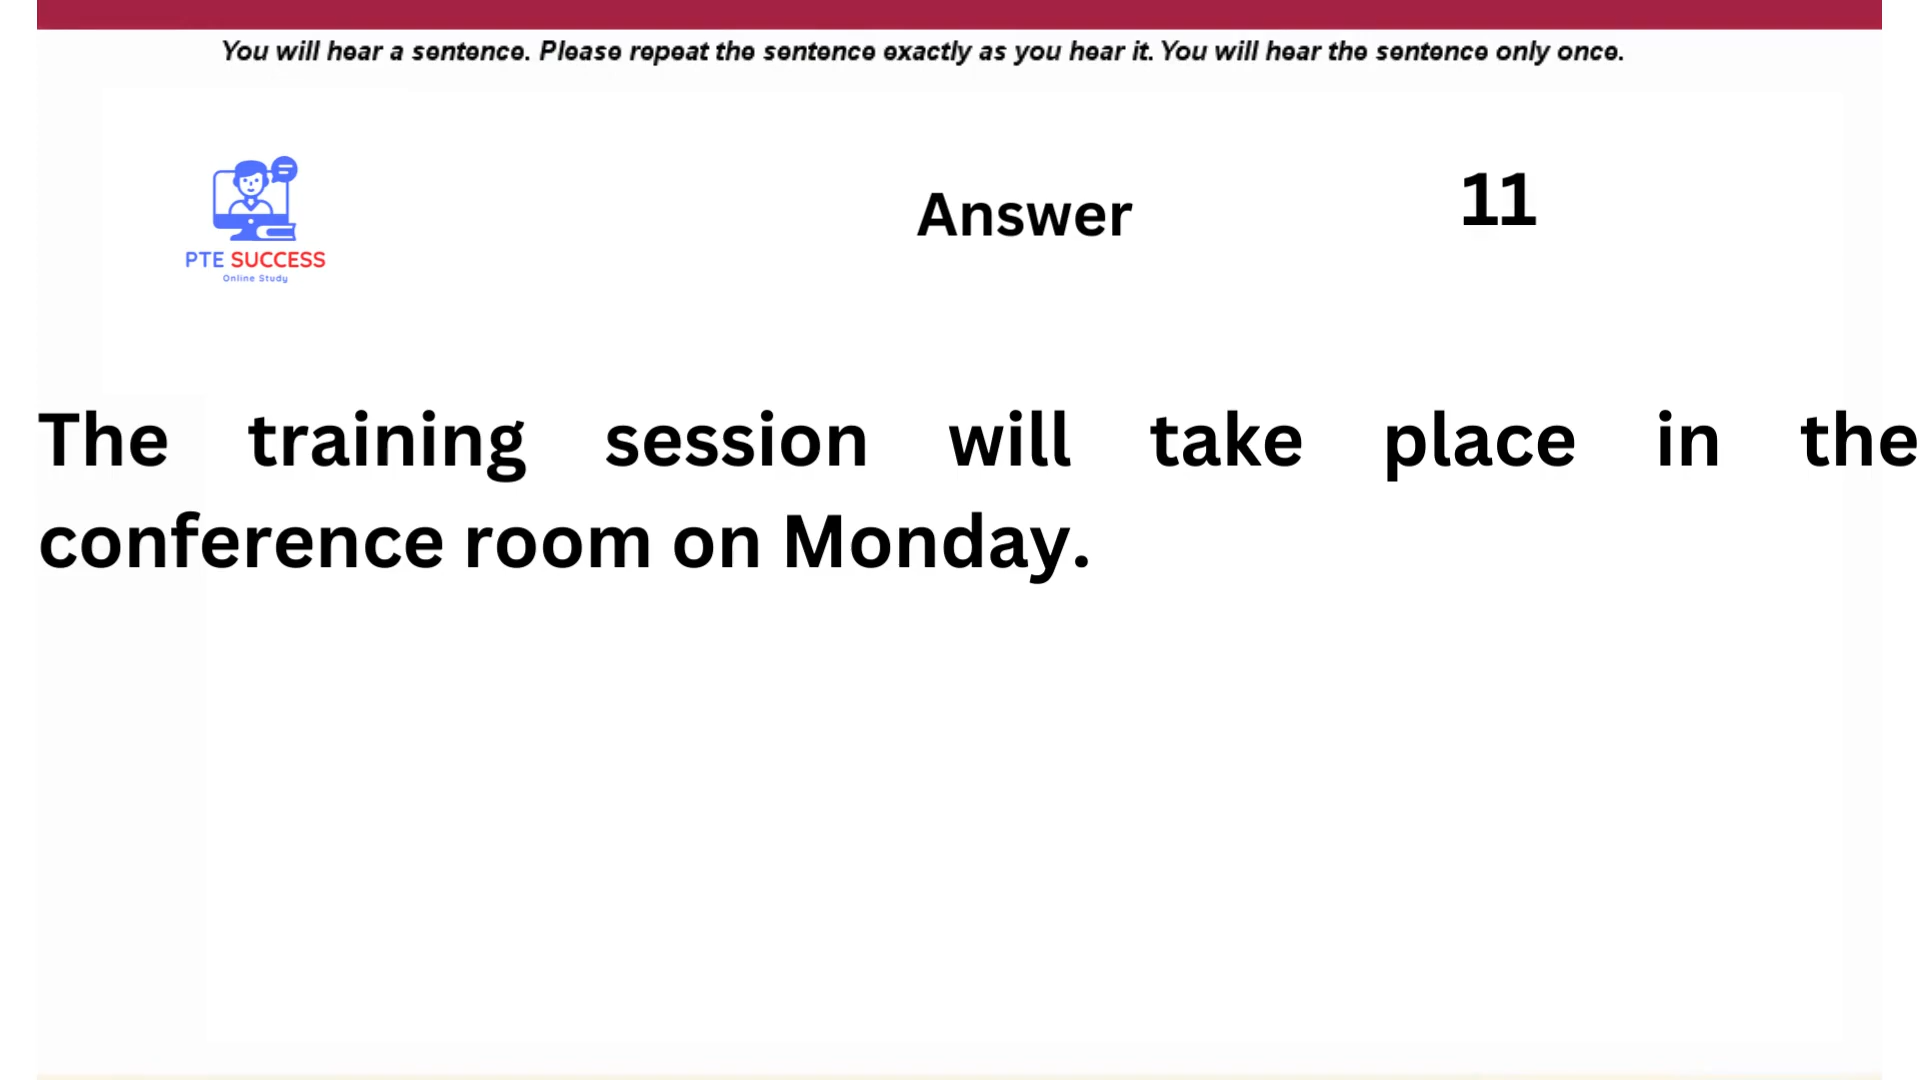 You will hear a sentence. Please repeat the sentence exactly as you hear it. You will hear the sentence only once.
PTE SUCCESS
Online Study
Answer
11
The training session will take place in the
conference room on Monday.